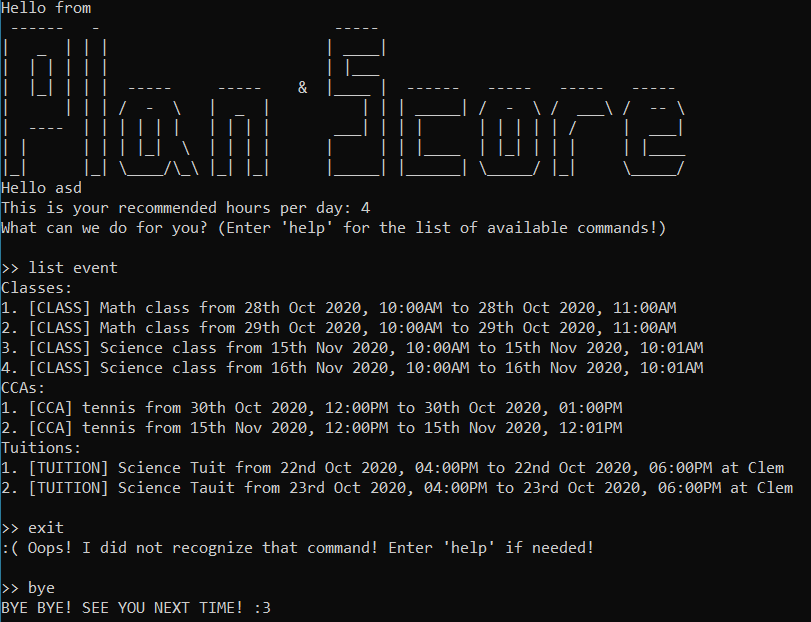 Hello from
Plan & Score
Hello asd
This is your recommended hours per day: 4
What can we do for you? (Enter 'help' for the list of available commands!)
>> list event
Classes:
1. [CLASS] Math class from 28th Oct 2020, 10:00AM to 28th Oct 2020, 11:00AM
2. [CLASS] Math class from 29th Oct 2020, 10:00AM to 29th Oct 2020, 11:00AM
3. [CLASS] Science class from 15th Nov 2020, 10:00AM to 15th Nov 2020, 10:01AM
4. [CLASS] Science class from 16th Nov 2020, 10:00AM to 16th Nov 2020, 10:01AM
CCAs:
1. [CCA] tennis from 30th Oct 2020, 12:00PM to 30th Oct 2020, 01:00PM
2. [CCA] tennis from 15th Nov 2020, 12:00PM to 15th Nov 2020, 12:01PM
Tuitions:
1. [TUITION] Science Tuit from 22nd Oct 2020, 04:00PM to 22nd Oct 2020, 06:00PM at Clem
2. [TUITION] Science Tauit from 23rd Oct 2020, 04:00PM to 23rd Oct 2020, 06:00PM at Clem
>> exit
:( Oops! I did not recognize that command! Enter 'help' if needed!
>> bye
BYE BYE! SEE YOU NEXT TIME! :3